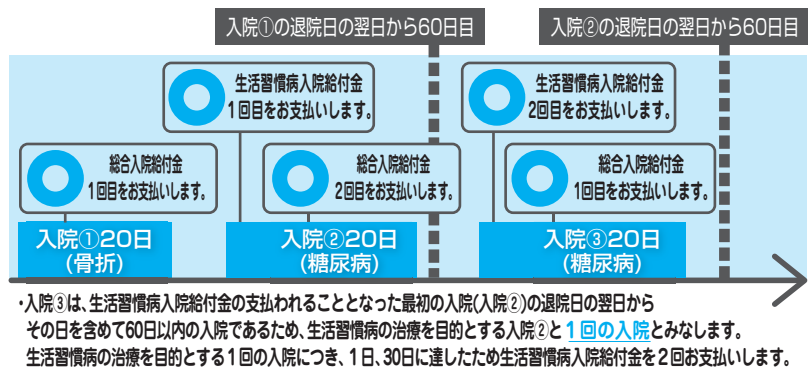 入院①の退院日の翌日から60日目
入院②の退院日の翌日から60日目
生活習慣病入院給付金
1回目をお支払いします。
生活習慣病入院給付金
2回目をお支払いします。
総合入院給付金
1回目をお支払いします。
総合入院給付金
2回目をお支払いします。
総合入院給付金
1回目をお支払いします。
入院①20日
(骨折)
入院②20日
(糖尿病)
入院③20日
(糖尿病)
・入院③は、生活習慣病入院給付金の支払われることとなった最初の入院(入院②)の退院日の翌日から
その日を含めて60日以内の入院であるため、生活習慣病の治療を目的とする入院②と1回の入院とみなします。
生活習慣病の治療を目的とする1回の入院につき、1日、30日に達したため生活習慣病入院給付金を2回お支払いします。